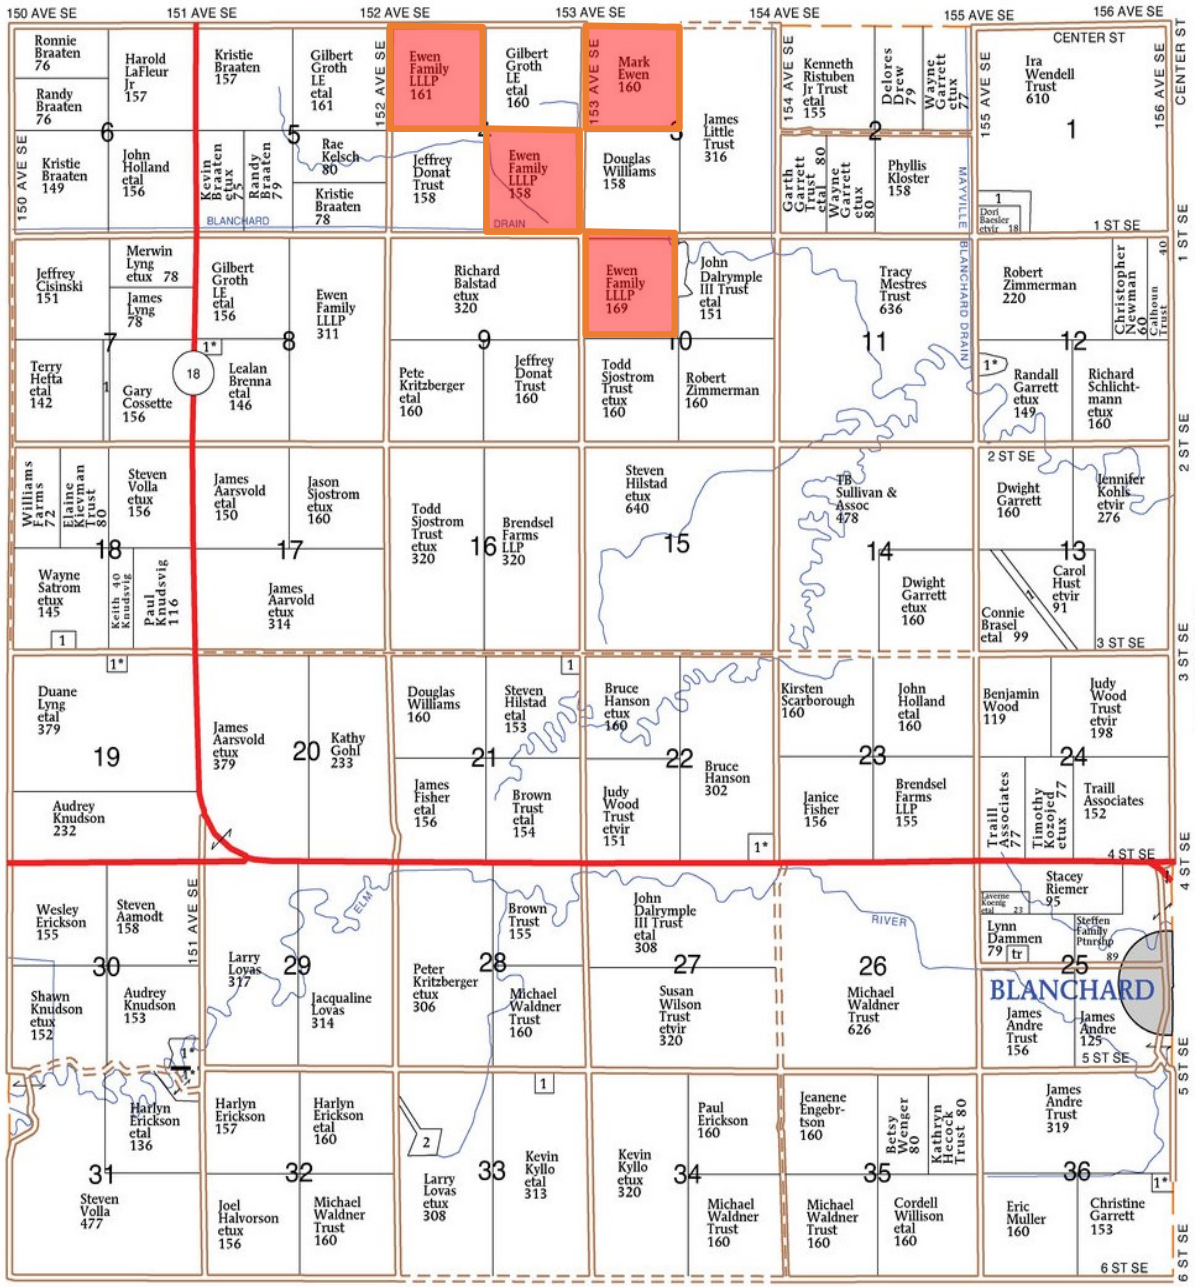 150 AVE SE
151 AVE SE
152 AVE SE
153 AVE SE
154 AVE SE
155 AVE SE
156 AVE SE
CENTER ST
Ronnie
Braaten
76
Randy
Braaten
76
Harold
LaFleur
Jr
157
6
150 AVE SE
Kristie
Braaten
149
John
Holland
etal
156
Kristie
Braaten
157
Gilbert
Groth
LE
etal
161
5
Kevin
Braaten
etux
75
Randy
Braaten
79
Rae
Kelsch
80
Kristie
Braaten
78
BLANCHARD
152 AVE SE
Ewen
Family
LLLP
161
Gilbert
Groth
LE
etal
160
Jeffrey
Donat
Trust
158
Ewen
Family
LLLP
158
DRAIN
153 AVE SE
Mark
Ewen
160
3
Douglas
Williams
158
James
Little
Trust
316
154 AVE SE
Kenneth
Ristuben
Jr Trust
etal
155
Delores
Drew
79
Wayne
Garrett
etux
77
2
Garth
Garrett
Trust
etal 80
Wayne
Garrett
etux
80
Phyllis
Kloster
158
MAYVILLE
155 AVE SE
CENTER ST
Ira
Wendell
Trust
610
1
156 AVE SE
1
Dori
Baesler
etvir 18
1 ST SE
1 ST SE
Jeffrey
Cisinski
151
Merwin
Lyng
etux 78
James
Lyng
78
7
Terry
Hefta
etal
142
1
Gary
Cossette
156
Gilbert
Groth
LE
etal
156
Ewen
Family
LLLP
311
1*
8
18
Lealan
Brenna
etal
146
Richard
Balstad
etux
320
9
Pete
Kritzberger
etal
160
Jeffrey
Donat
Trust
160
Ewen
Family
LLLP
169
John
Dalrymple
III Trust
etal
151
10
Todd
Sjostrom
Trust
etux
160
Robert
Zimmerman
160
Tracy
Mestres
Trust
636
11
BLANCHARD DRAIN
Robert
Zimmerman
220
Christopher
Newman
60
Calhoun
Trust
40
12
1*
Randall
Garrett
etux
149
Richard
Schlicht-
mann
etux
160
2 ST SE
Williams
Farms
72
Elaine
Kievman
Trust
80
Steven
Volla
etux
156
18
Wayne
Satrom
etux
145
Keith 40
Knudsvig
Paul
Knudsvig
116
1
James
Aarsvold
etal
150
Jason
Sjostrom
etux
160
17
James
Aarvold
etux
314
Todd
Sjostrom
Trust
etux
320
16
Brendsel
Farms
LLP
320
Steven
Hilstad
etux
640
15
TB
Sullivan &
Assoc
478
14
Dwight
Garrett
etux
160
2 ST SE
Dwight
Garrett
160
Jennifer
Kohls
etvir
276
13
Carol
Hust
etvir
91
Connie
Brasel
etal 99
3 ST SE
3 ST SE
1*
Duane
Lyng
etal
379
19
Audrey
Knudson
232
James
Aarsvold
etux
379
20
Kathy
Gohl
233
1
Douglas
Williams
160
Steven
Hilstad
etal
153
21
James
Fisher
etal
156
Brown
Trust
etal
154
Bruce
Hanson
etux
160
22
Judy
Wood
Trust
etvir
151
Bruce
Hanson
302
1*
Kirsten
Scarborough
160
John
Holland
etal
160
23
Janice
Fisher
156
Brendsel
Farms
LLP
155
Benjamin
Wood
119
Judy
Wood
Trust
etvir
198
24
Traill
Associates
77
Timothy
Kozojed
etux 77
Traill
Associates
152
4 ST SE
4 ST SE
Wesley
Erickson
155
Steven
Aamodt
158
151 AVE SE
30
Shawn
Knudson
etux
152
Audrey
Knudson
153
1*
ELM
Larry
Lovas
317
29
Jacqualine
Lovas
314
Brown
Trust
155
28
Peter
Kritzberger
etux
306
Michael
Waldner
Trust
160
John
Dalrymple
III Trust
etal
308
27
Susan
Wilson
Trust
etvir
320
RIVER
26
Michael
Waldner
Trust
626
Stacey
Riemer
95
Laverne
Koenig
etal 23
Lynn
Dammen
79
tr
Steffen
Family
Ptnrshp
89
25
BLANCHARD
James
Andre
Trust
156
James
Andre
125
5 ST SE
5 ST SE
Harlyn
Erickson
etal
136
31
Steven
Volla
477
Harlyn
Erickson
157
Harlyn
Erickson
etal
160
32
Joel
Halvorson
etux
156
Michael
Waldner
Trust
160
1
2
33
Larry
Lovas
etux
308
Kevin
Kyllo
etal
313
Paul
Erickson
160
Kevin
Kyllo
etux
320
34
Michael
Waldner
Trust
160
Jeanene
Engebr-
tson
160
Betsy
Wenger
80
Kathryn
Hecock
Trust 80
35
Michael
Waldner
Trust
160
Cordell
Willison
etal
160
James
Andre
Trust
319
36
1*
Eric
Muller
160
Christine
Garrett
153
6 ST SE
6 ST SE